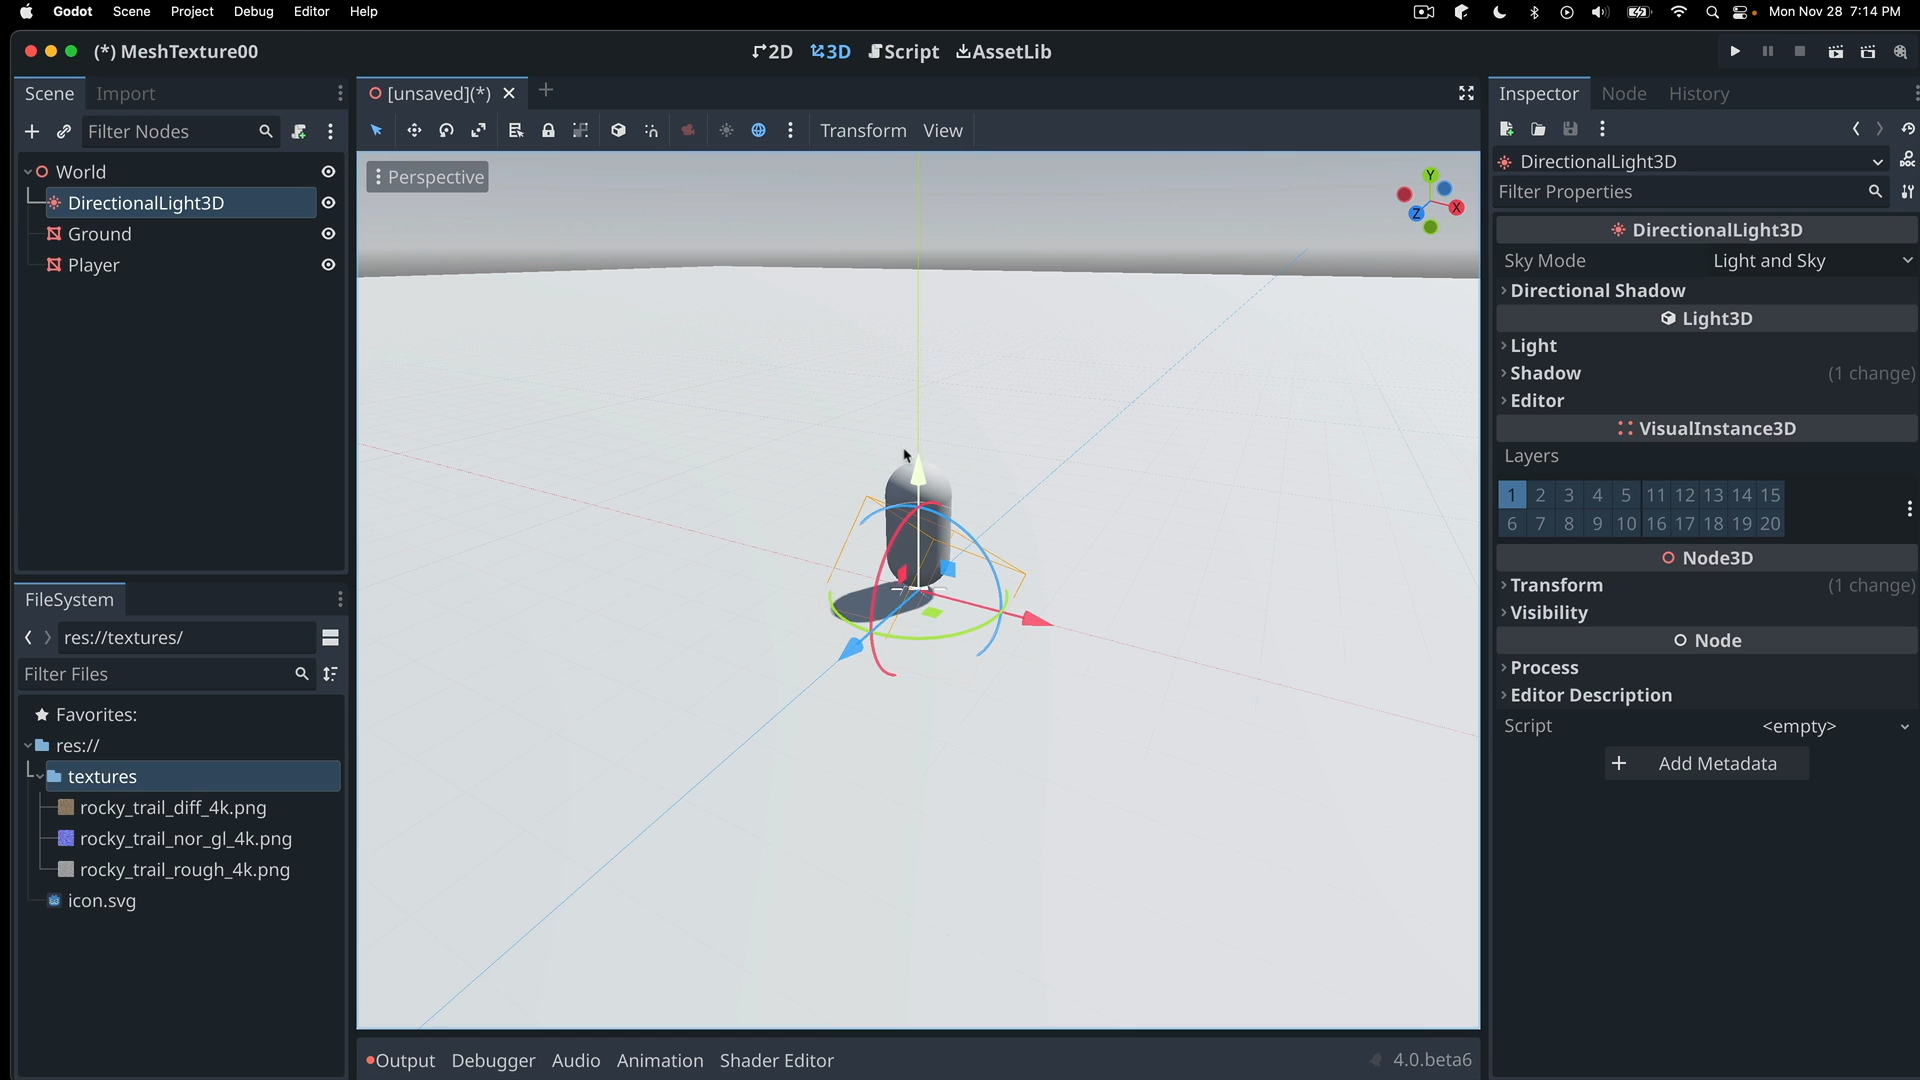 Godot Scene Project Debug Editor Help Mon Nov 28 7:14 PM
(*) MeshTexture00 2D 3D Script AssetLib
Scene Import
Filter Nodes
World
DirectionalLight3D
Ground
Player
FileSystem
res://textures/
Filter Files
Favorites:
res://
textures
rocky_trail_diff_4k.png
rocky_trail_nor_gl_4k.png
rocky_trail_rough_4k.png
icon.svg
[unsaved](*)
Transform View
Perspective
Y
X
Z
Output Debugger Audio Animation Shader Editor 4.0.beta6
Inspector Node History
DirectionalLight3D
DOC
Filter Properties
DirectionalLight3D
Sky Mode Light and Sky
Directional Shadow
Light3D
Light
Shadow (1 change)
Editor
VisualInstance3D
Layers
1 2 3 4 5 11 12 13 14 15
6 7 8 9 10 16 17 18 19 20
Node3D
Transform (1 change)
Visibility
Node
Process
Editor Description
Script <empty>
Add Metadata